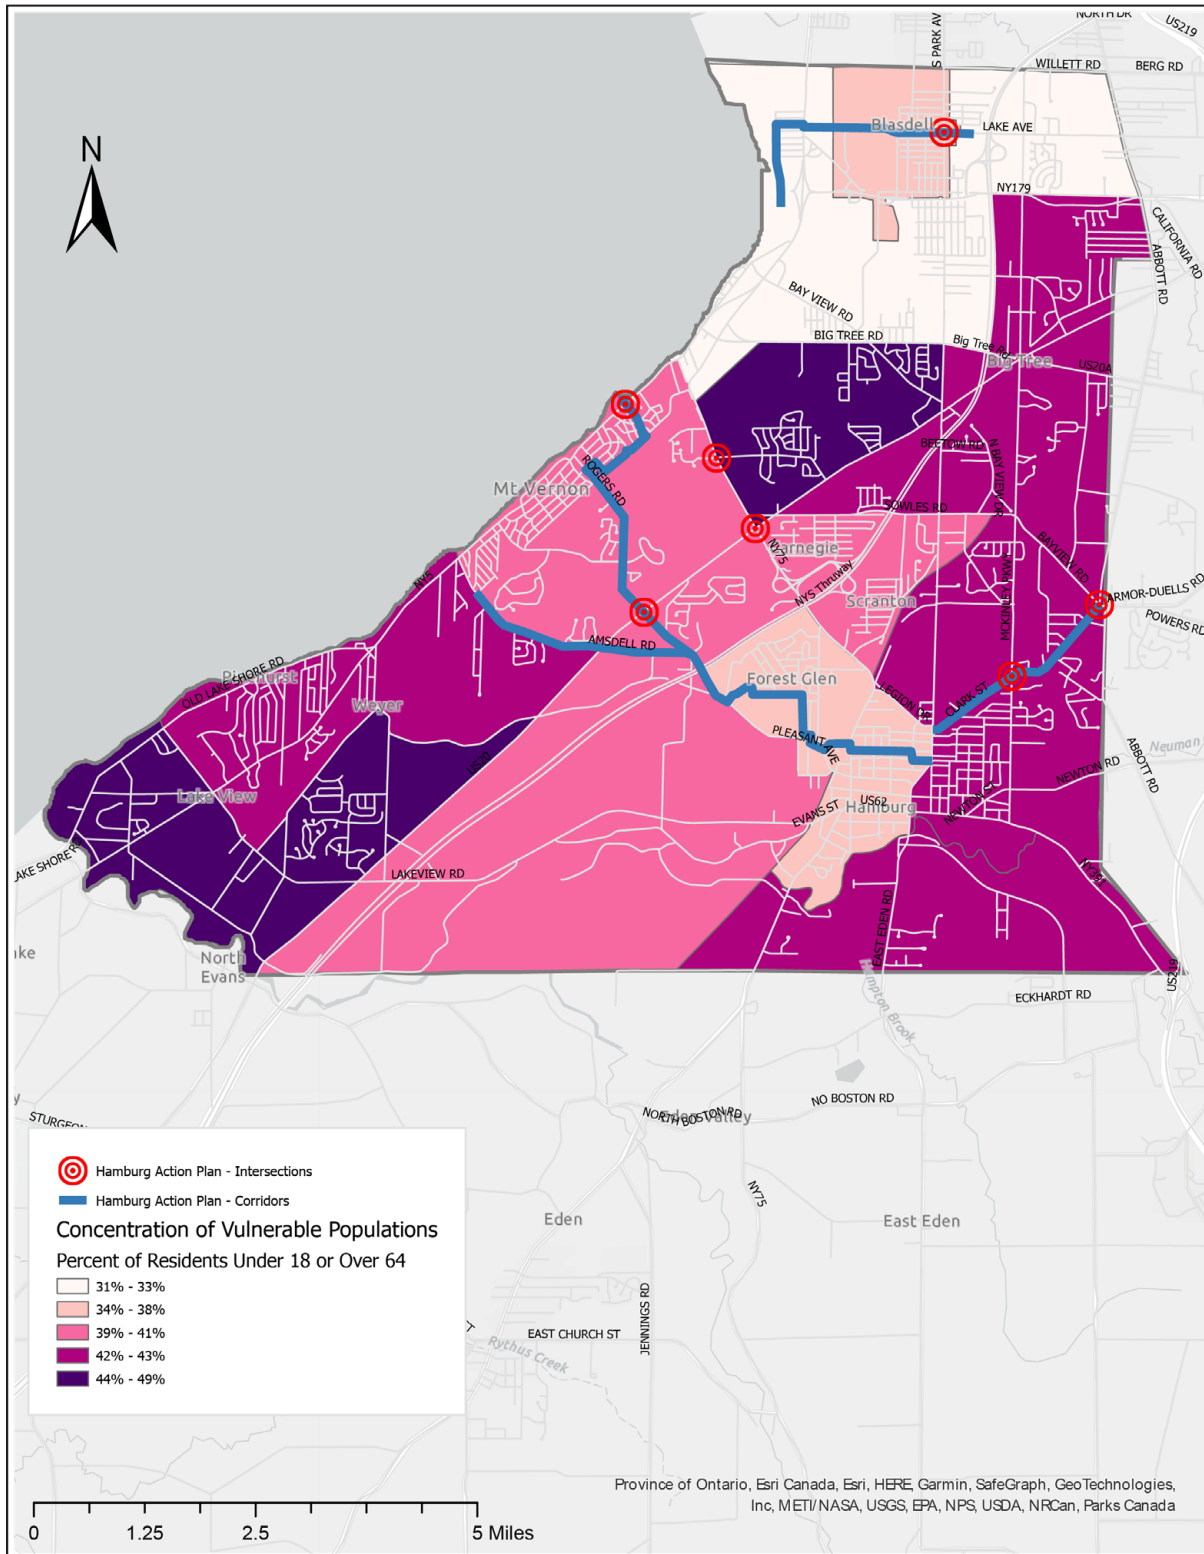 NORTH DR
US219
S PARK AV
WILLETT RD
BERG RD
N
Blasdell
LAKE AVE
NY179
CALIFORNIA RD
ABBOTT RD
BAY VIEW RD
BIG TREE RD
Big Tree Rd
Big Tree
US20A
BEETOW RD
N BAY VIEW DR
ROGERS RD
Mt Vernon
SOWLES RD
NY75
arnegie
BAYVIEW RD
NYS Thruway
NY5
MCKINLEY PKWY
ARMOR-DUELLS RD
Scranton
POWERS RD
AMSDELL RD
OLD LAKE SHORE RD
Forest Glen
LEGION DR
CLARK ST
Weyer
PLEASANT AVE
US20
ABBOTT RD
Neuman
NEWTON RD
Lake View
EVANS ST
US62
Hamburg
NEWTON ST
LAKE SHORE R
LAKEVIEW RD
NY391
EAST EDEN RD
ake
North
Evans
US219
Hampton Brook
ECKHARDT RD
NO BOSTON RD
NORTH BOSTON RD
Eden Valley
y
STURGEON
NY75
Eden
East Eden
JENNINGS RD
EAST CHURCH ST
T
Rythus Creek
Hamburg Action Plan - Intersections
Hamburg Action Plan - Corridors
Concentration of Vulnerable Populations
Percent of Residents Under 18 or Over 64
31% - 33%
34% - 38%
39% - 41%
42% - 43%
44% - 49%
Province of Ontario, Esri Canada, Esri, HERE, Garmin, SafeGraph, GeoTechnologies,
Inc, METI/NASA, USGS, EPA, NPS, USDA, NRCan, Parks Canada
0 1.25 2.5 5 Miles